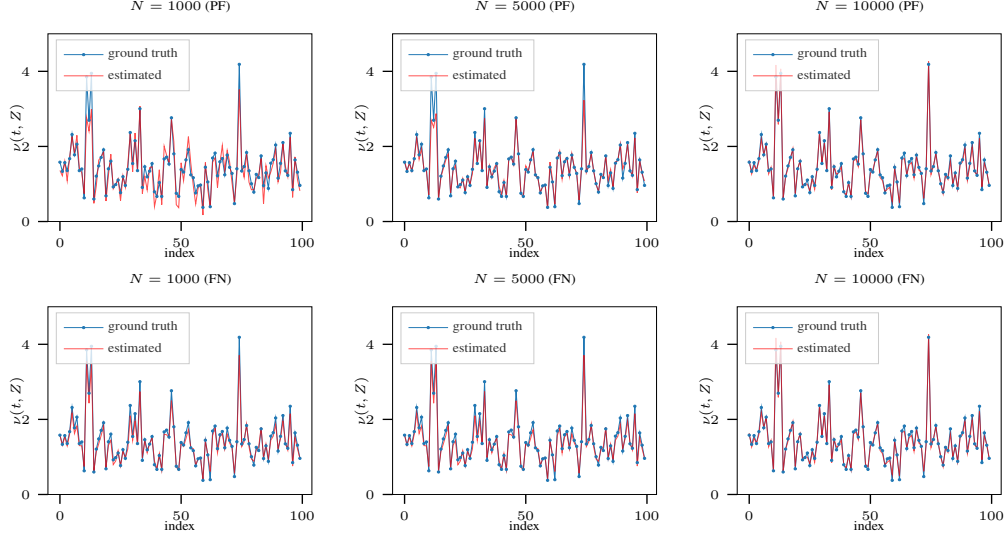 N = 1000 (PF)
N = 5000 (PF)
N = 10000 (PF)
ν(t, Z)
4
2
0
ground truth
estimated
0
50
100
index
ν(t, Z)
4
2
0
ground truth
estimated
0
50
100
index
ν(t, Z)
4
2
0
ground truth
estimated
0
50
100
index
N = 1000 (FN)
N = 5000 (FN)
N = 10000 (FN)
ν(t, Z)
4
2
0
ground truth
estimated
0
50
100
index
ν(t, Z)
4
2
0
ground truth
estimated
0
50
100
index
ν(t, Z)
4
2
0
ground truth
estimated
0
50
100
index